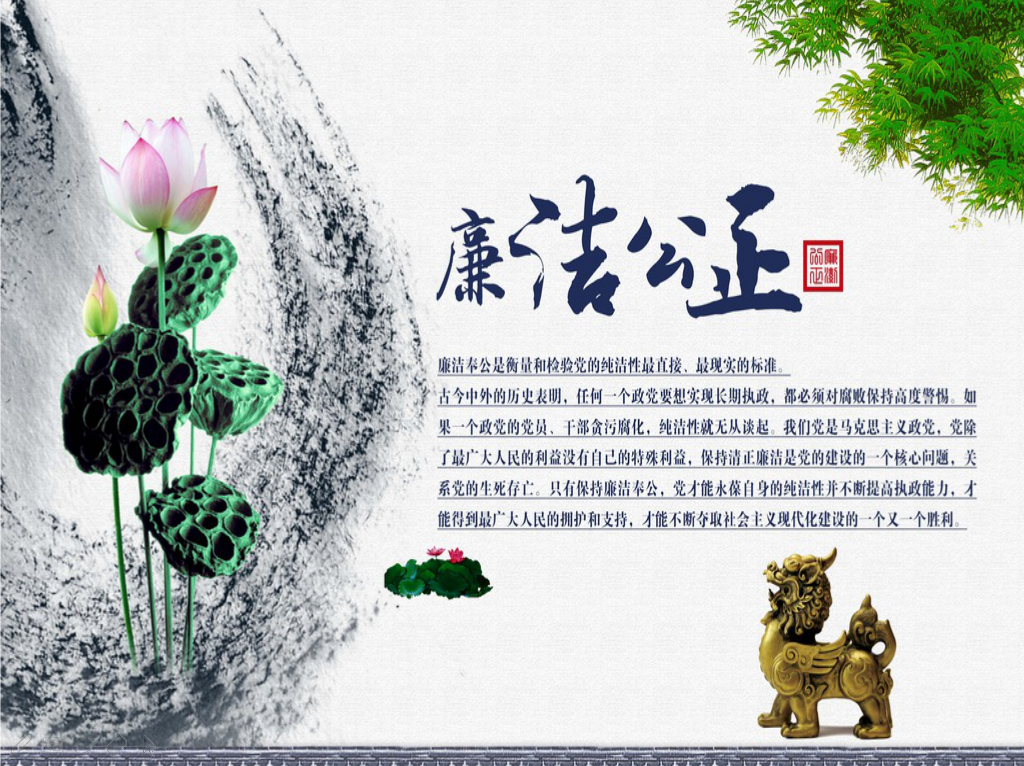 廉洁公正
廉洁奉公是衡量和检验党的纯洁性最直接、最现实的标准。
古今中外的历史表明，任何一个政党要想实现长期执政，都必须对腐败保持高度警惕。如
果一个政党的党员、干部贪污腐化，纯洁性就无从谈起。我们党是马克思主义政党，党除
了最广大人民的利益没有自己的特殊利益，保持清正廉洁是党的建设的一个核心问题，关
系党的生死存亡。只有保持廉洁奉公，党才能永葆自身的纯洁性并不断提高执政能力，才
能得到最广大人民的拥护和支持，才能不断夺取社会主义现代化建设的一个又一个胜利。